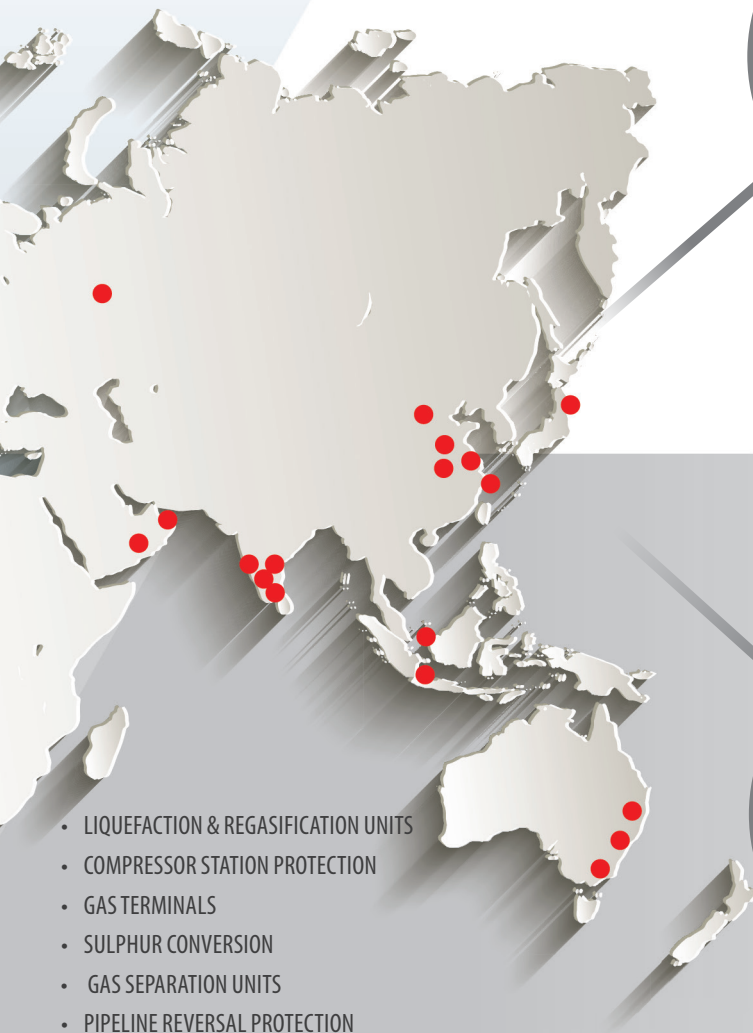 • LIQUEFACTION & REGASIFICATION UNITS
• COMPRESSOR STATION PROTECTION
• GAS TERMINALS
• SULPHUR CONVERSION
• GAS SEPARATION UNITS
• PIPELINE REVERSAL PROTECTION